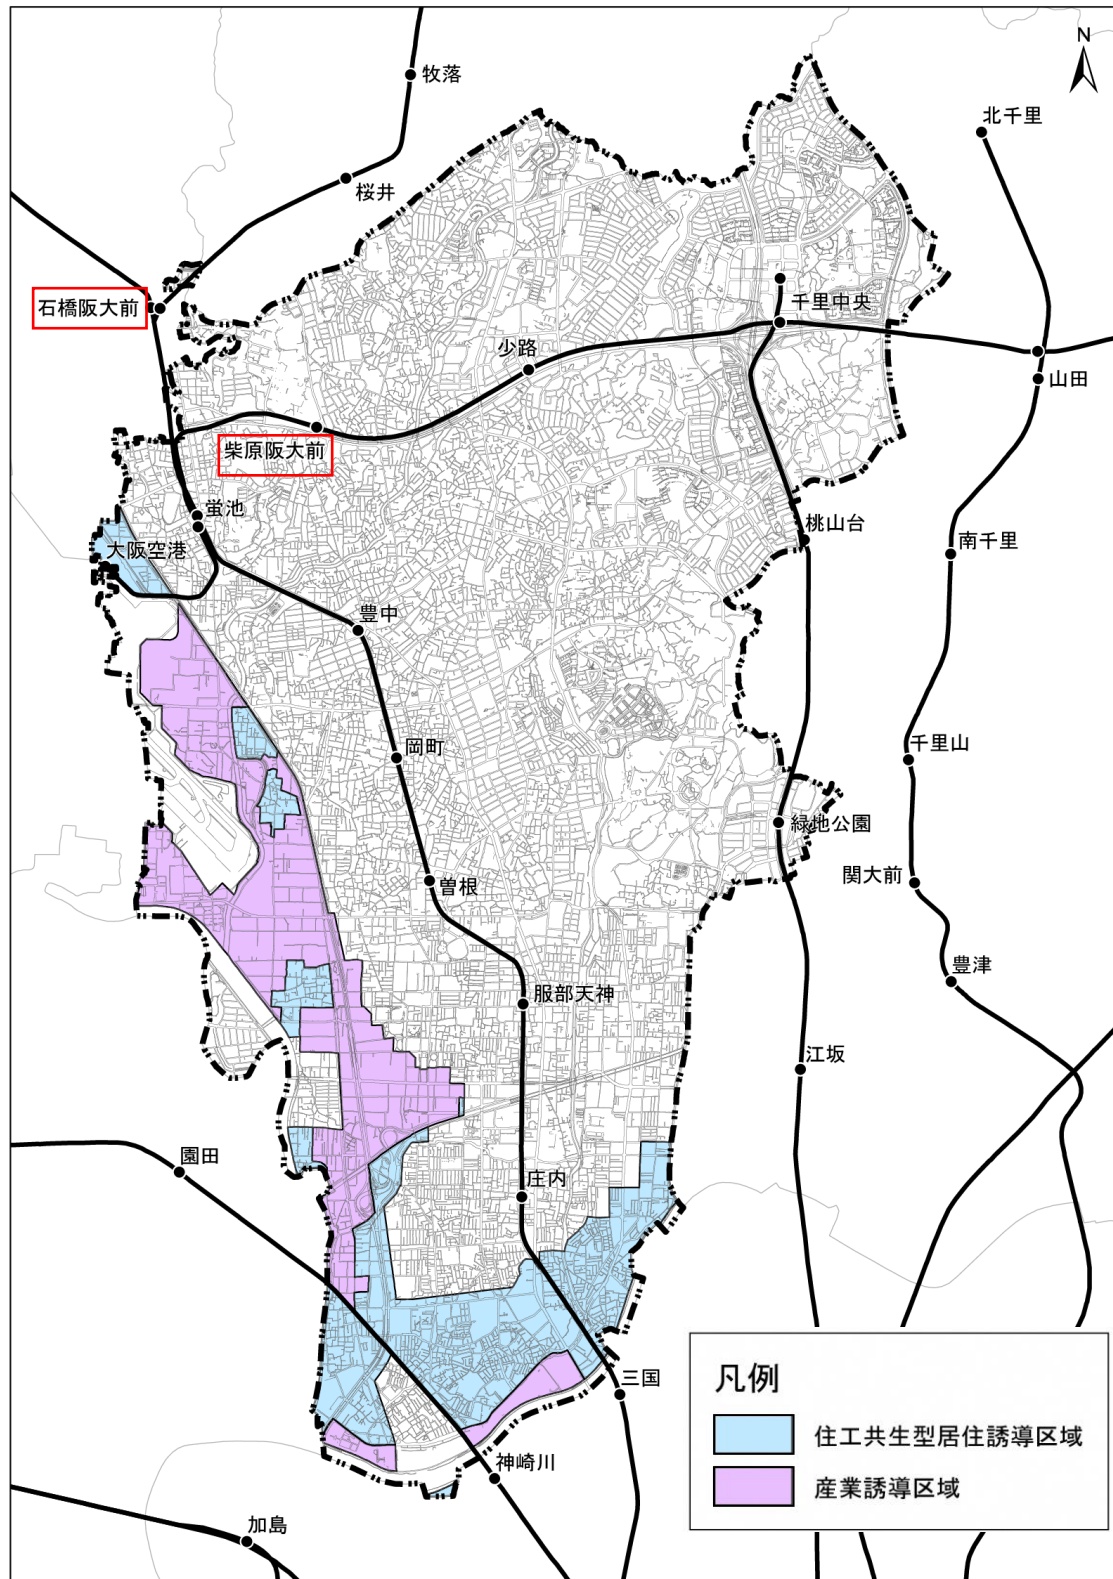 N
牧落
北千里
桜井
石橋阪大前
千里中央
少路
山田
柴原阪大前
蛍池
桃山台
大阪空港
南千里
豊中
岡町
千里山
緑地公園
関大前
曽根
豊津
服部天神
江坂
園田
庄内
三国
神崎川
加島
凡例
住工共生型居住誘導区域
産業誘導区域